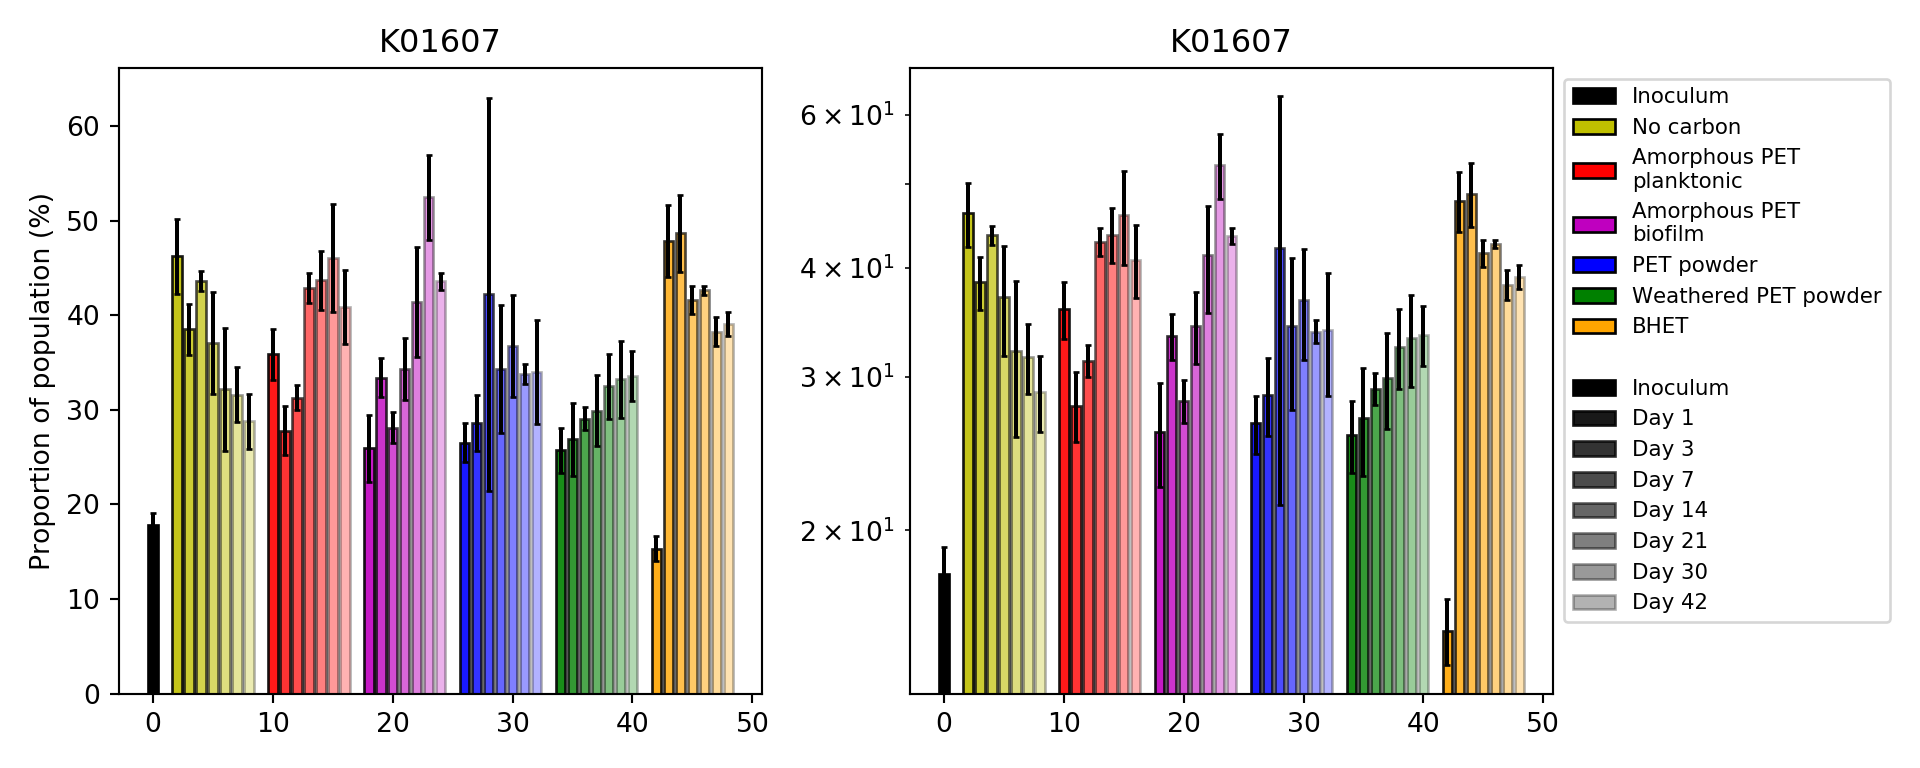 K01607
Proportion of population (%)
60
50
40
30
20
10
0
0 10 20 30 40 50
K01607
6 × 10¹
4 × 10¹
3 × 10¹
2 × 10¹
0 10 20 30 40 50
Inoculum
No carbon
Amorphous PET
planktonic
Amorphous PET
biofilm
PET powder
Weathered PET powder
BHET
Inoculum
Day 1
Day 3
Day 7
Day 14
Day 21
Day 30
Day 42